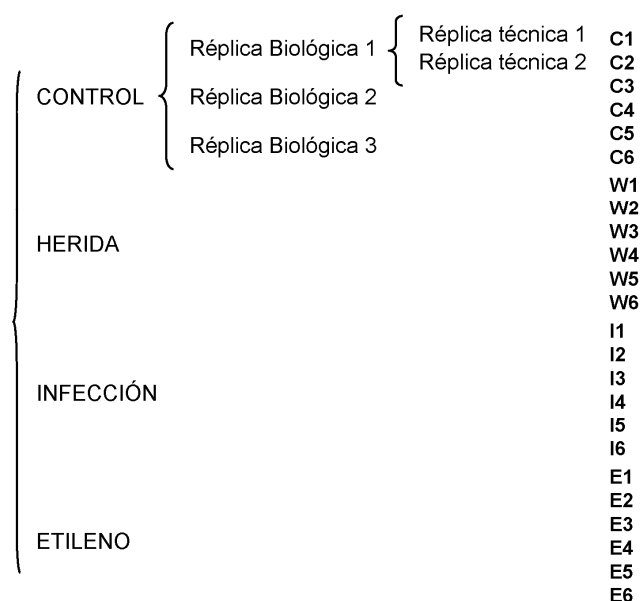 Réplica técnica 1 C1
Réplica Biológica 1 Réplica técnica 2 C2
C3
CONTROL Réplica Biológica 2 C4
C5
Réplica Biológica 3 C6
W1
W2
HERIDA W3
W4
W5
W6
I1
I2
INFECCIÓN I3
I4
I5
I6
E1
E2
E3
ETILENO E4
E5
E6